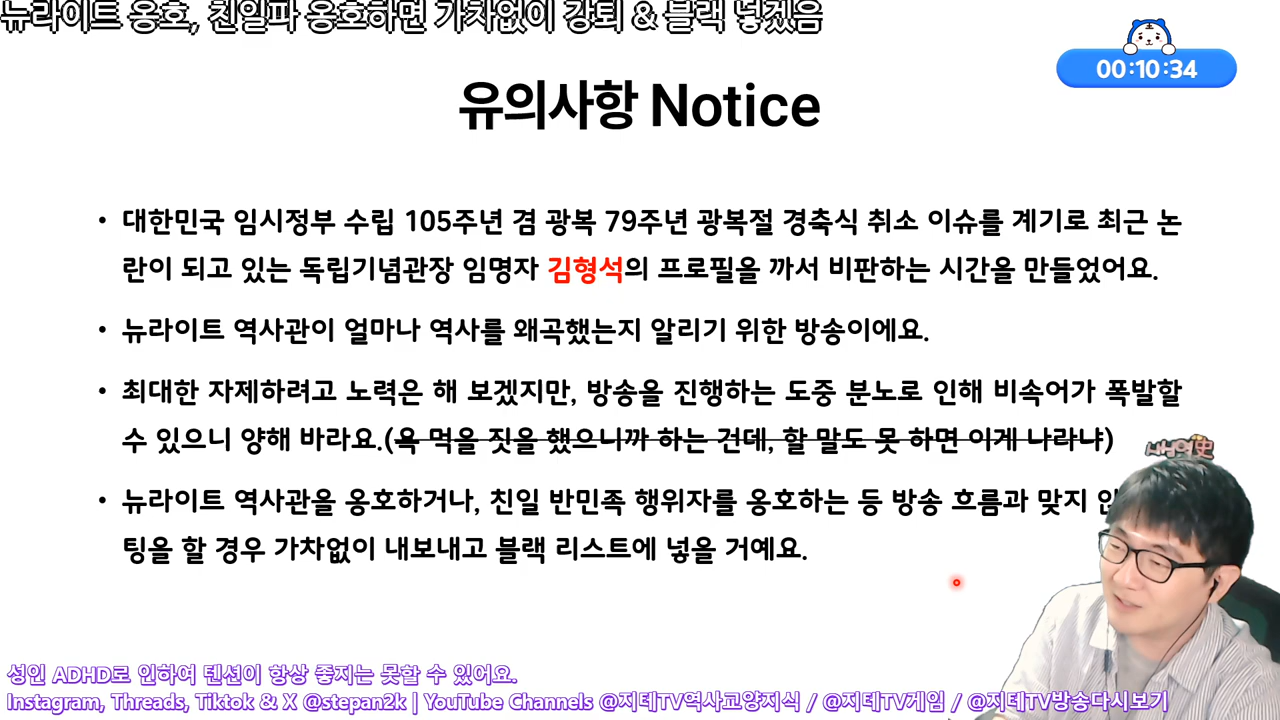 뉴라이트 옹호, 친일파 옹호하면 가차없이 강퇴 & 블랙 넣겠음
00:10:34
유의사항 Notice
• 대한민국 임시정부 수립 105주년 겸 광복 79주년 광복절 경축식 취소 이슈를 계기로 최근 논
란이 되고 있는 독립기념관장 임명자 김형석의 프로필을 까서 비판하는 시간을 만들었어요.
• 뉴라이트 역사관이 얼마나 역사를 왜곡했는지 알리기 위한 방송이에요.
• 최대한 자제하려고 노력은 해 보겠지만, 방송을 진행하는 도중 분노로 인해 비속어가 폭발할
수 있으니 양해 바라요.(욕 먹을 짓을 했으니까 하는 건데, 할 말도 못 하면 이게 나라냐)
• 뉴라이트 역사관을 옹호하거나, 친일 반민족 행위자를 옹호하는 등 방송 흐름과 맞지
팅을 할 경우 가차없이 내보내고 블랙 리스트에 넣을 거예요.
성인 ADHD로 인하여 텐션이 항상 좋지는 못할 수 있어요.
Instagram, Threads, Tiktok & X @stepan2k | YouTube Channels @지테TV역사교양지식 / @지테TV게임 / @지테TV방송다시보기